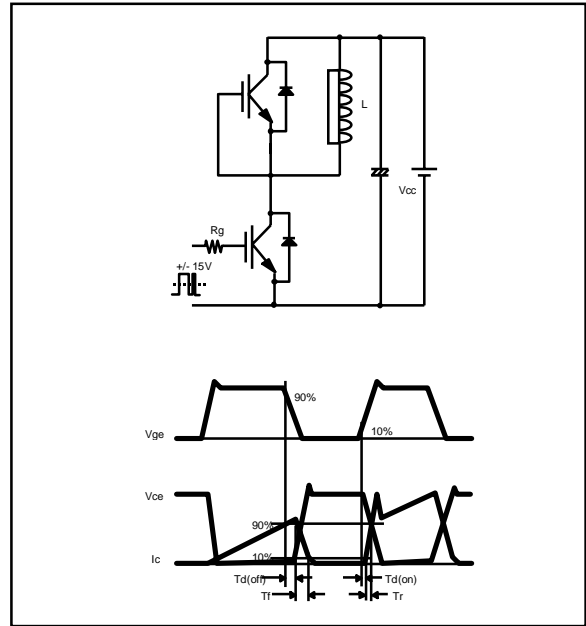 L
Vcc
Rg
+/- 15V
90%
Vge
10%
Vce
90%
Ic
10%
Td(off)
Td(on)
Tf
Tr